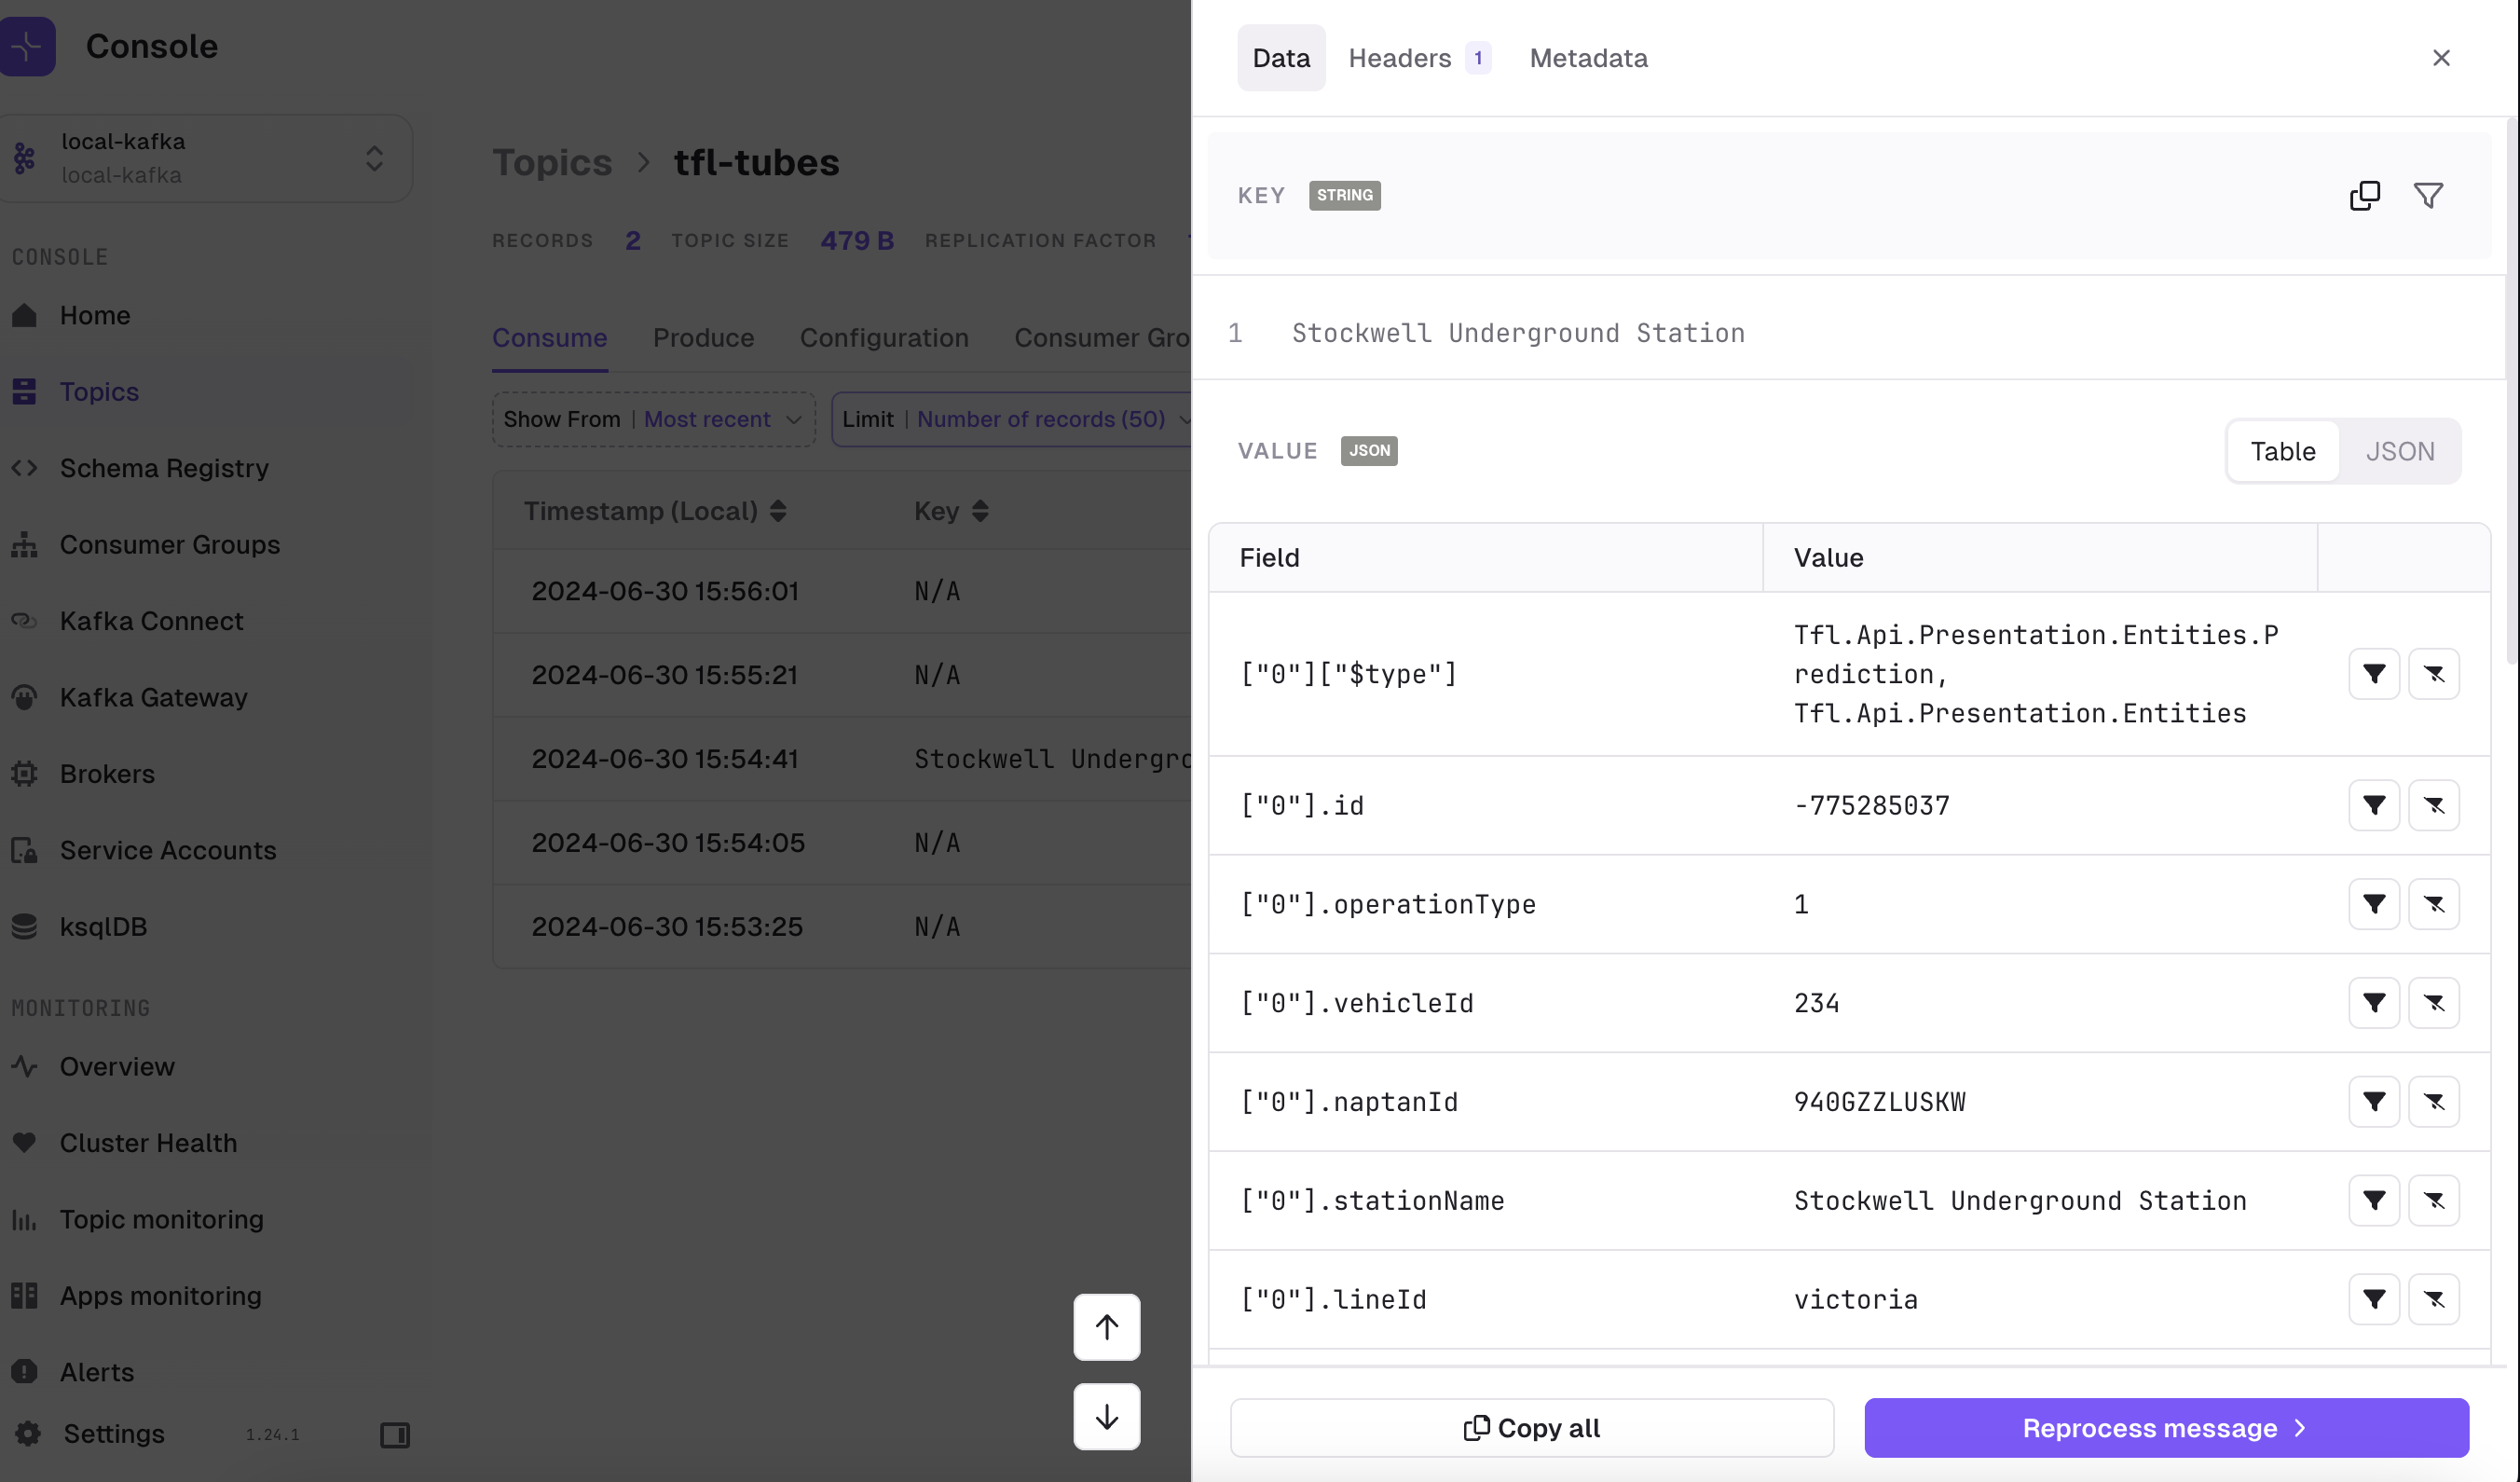 Console
local-kafka
local-kafka
CONSOLE
Home
Topics
Schema Registry
Consumer Groups
Kafka Connect
Kafka Gateway
Brokers
Service Accounts
ksqlDB
MONITORING
Overview
Cluster Health
Topic monitoring
Apps monitoring
Alerts
Settings 1.24.1
Topics > tfl-tubes
RECORDS 2 TOPIC SIZE 479 B REPLICATION FACTOR
Consume Produce Configuration Consumer Gro
Show From | Most recent Limit | Number of records (50)
Timestamp (Local) Key
2024-06-30 15:56:01 N/A
2024-06-30 15:55:21 N/A
2024-06-30 15:54:41 Stockwell Undergro
2024-06-30 15:54:05 N/A
2024-06-30 15:53:25 N/A
Data Headers 1 Metadata
KEY STRING
1 Stockwell Underground Station
VALUE JSON Table JSON
Field Value
["0"]["$type"] Tfl.Api.Presentation.Entities.P
rediction,
Tfl.Api.Presentation.Entities
["0"].id -775285037
["0"].operationType 1
["0"].vehicleId 234
["0"].naptanId 940GZZLUSKW
["0"].stationName Stockwell Underground Station
["0"].lineId victoria
Copy all Reprocess message >